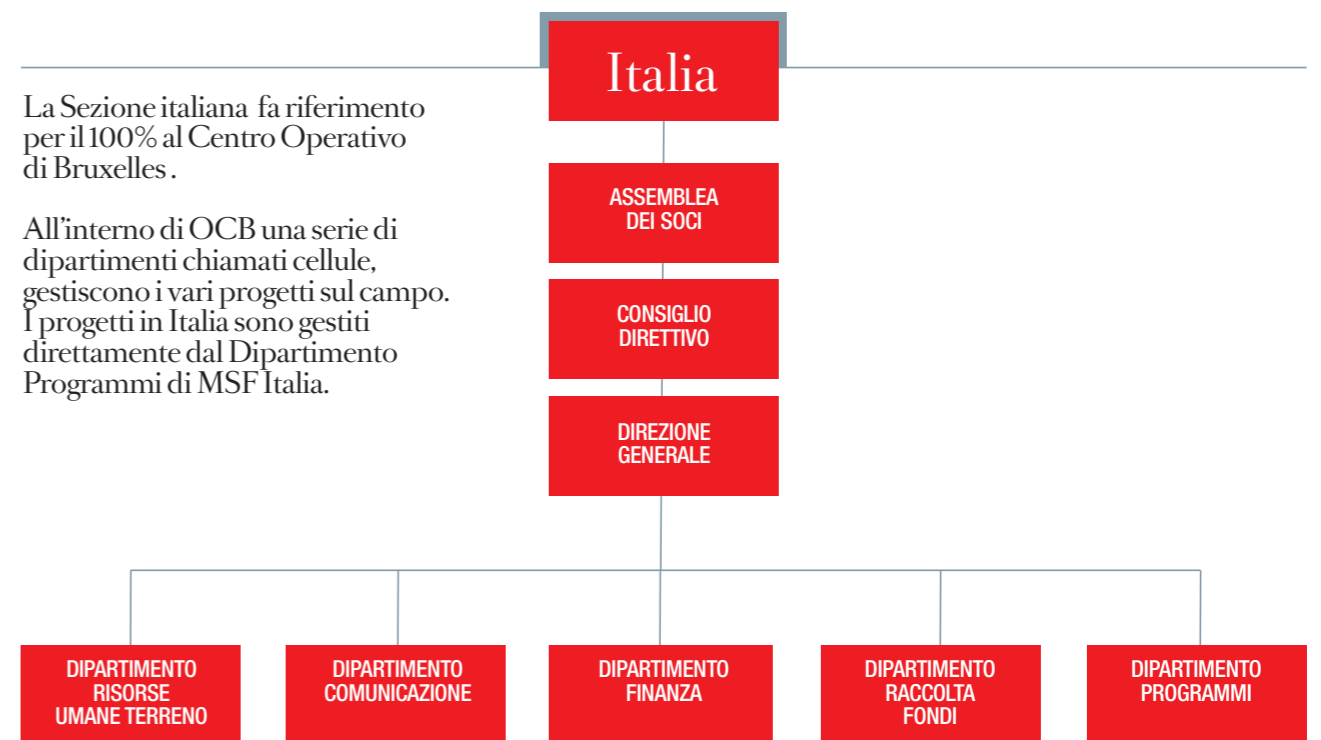 Italia
La Sezione italiana fa riferimento
per il 100% al Centro Operativo
di Bruxelles .
All'interno di OCB una serie di
dipartimenti chiamati cellule,
gestiscono i vari progetti sul campo.
I progetti in Italia sono gestiti
direttamente dal Dipartimento
Programmi di MSF Italia.
ASSEMBLEA
DEI SOCI
CONSIGLIO
DIRETTIVO
DIREZIONE
GENERALE
DIPARTIMENTO
RISORSE
UMANE TERRENO
DIPARTIMENTO
COMUNICAZIONE
DIPARTIMENTO
FINANZA
DIPARTIMENTO
RACCOLTA
FONDI
DIPARTIMENTO
PROGRAMMI